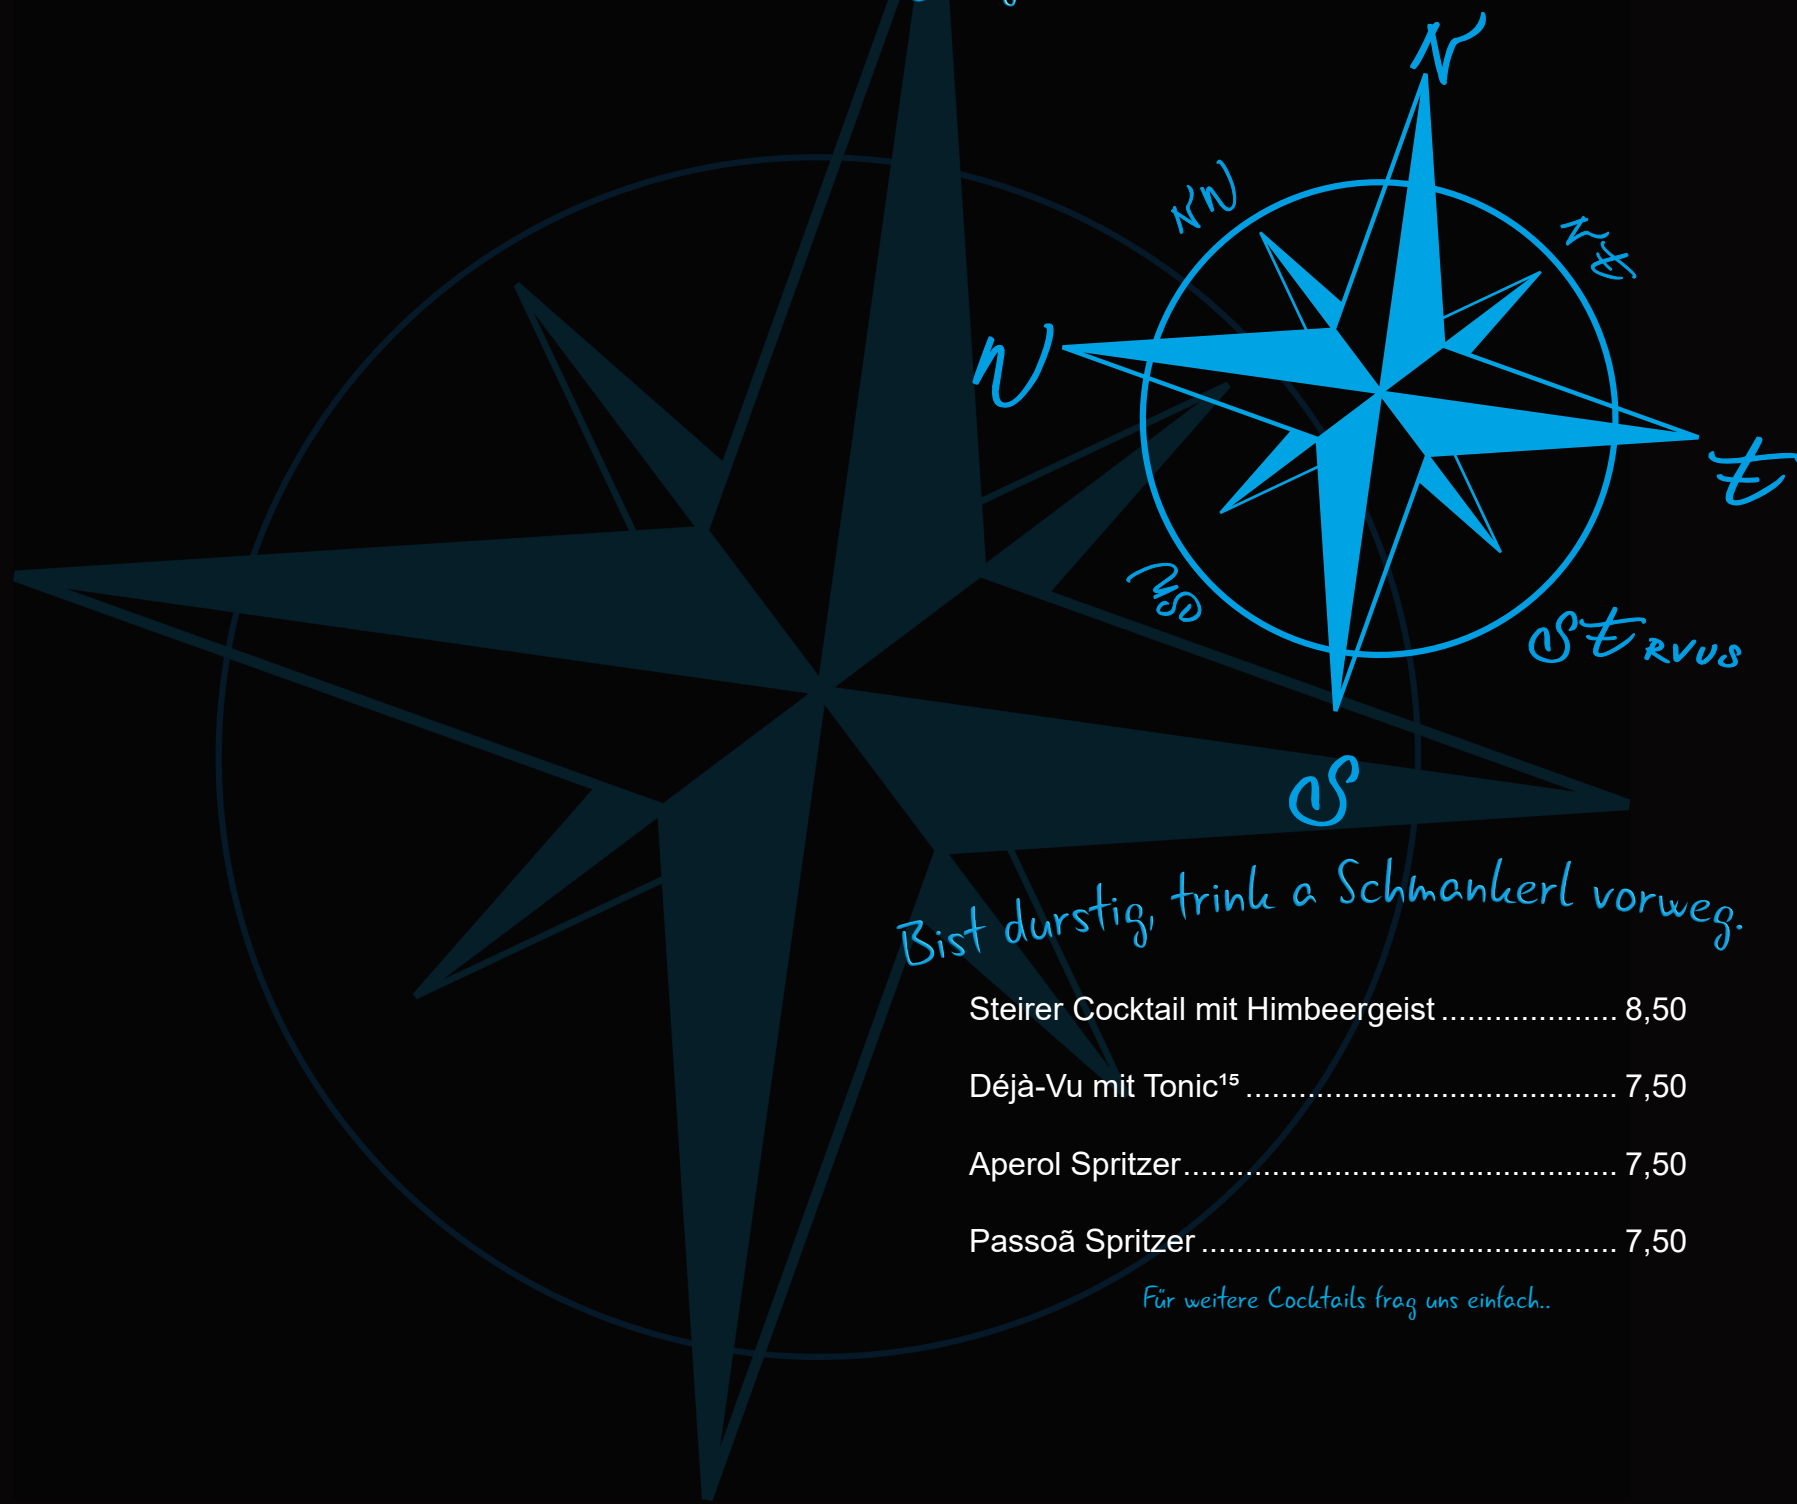 N
NW
NE
W
E
SW
SERVUS
S
Bist durstig, trink a Schmankerl vorweg.
Steirer Cocktail mit Himbeergeist .................... 8,50
Déjà-Vu mit Tonic¹⁵ .......................................... 7,50
Aperol Spritzer ................................................. 7,50
Passoã Spritzer ............................................... 7,50
Für weitere Cocktails frag uns einfach..